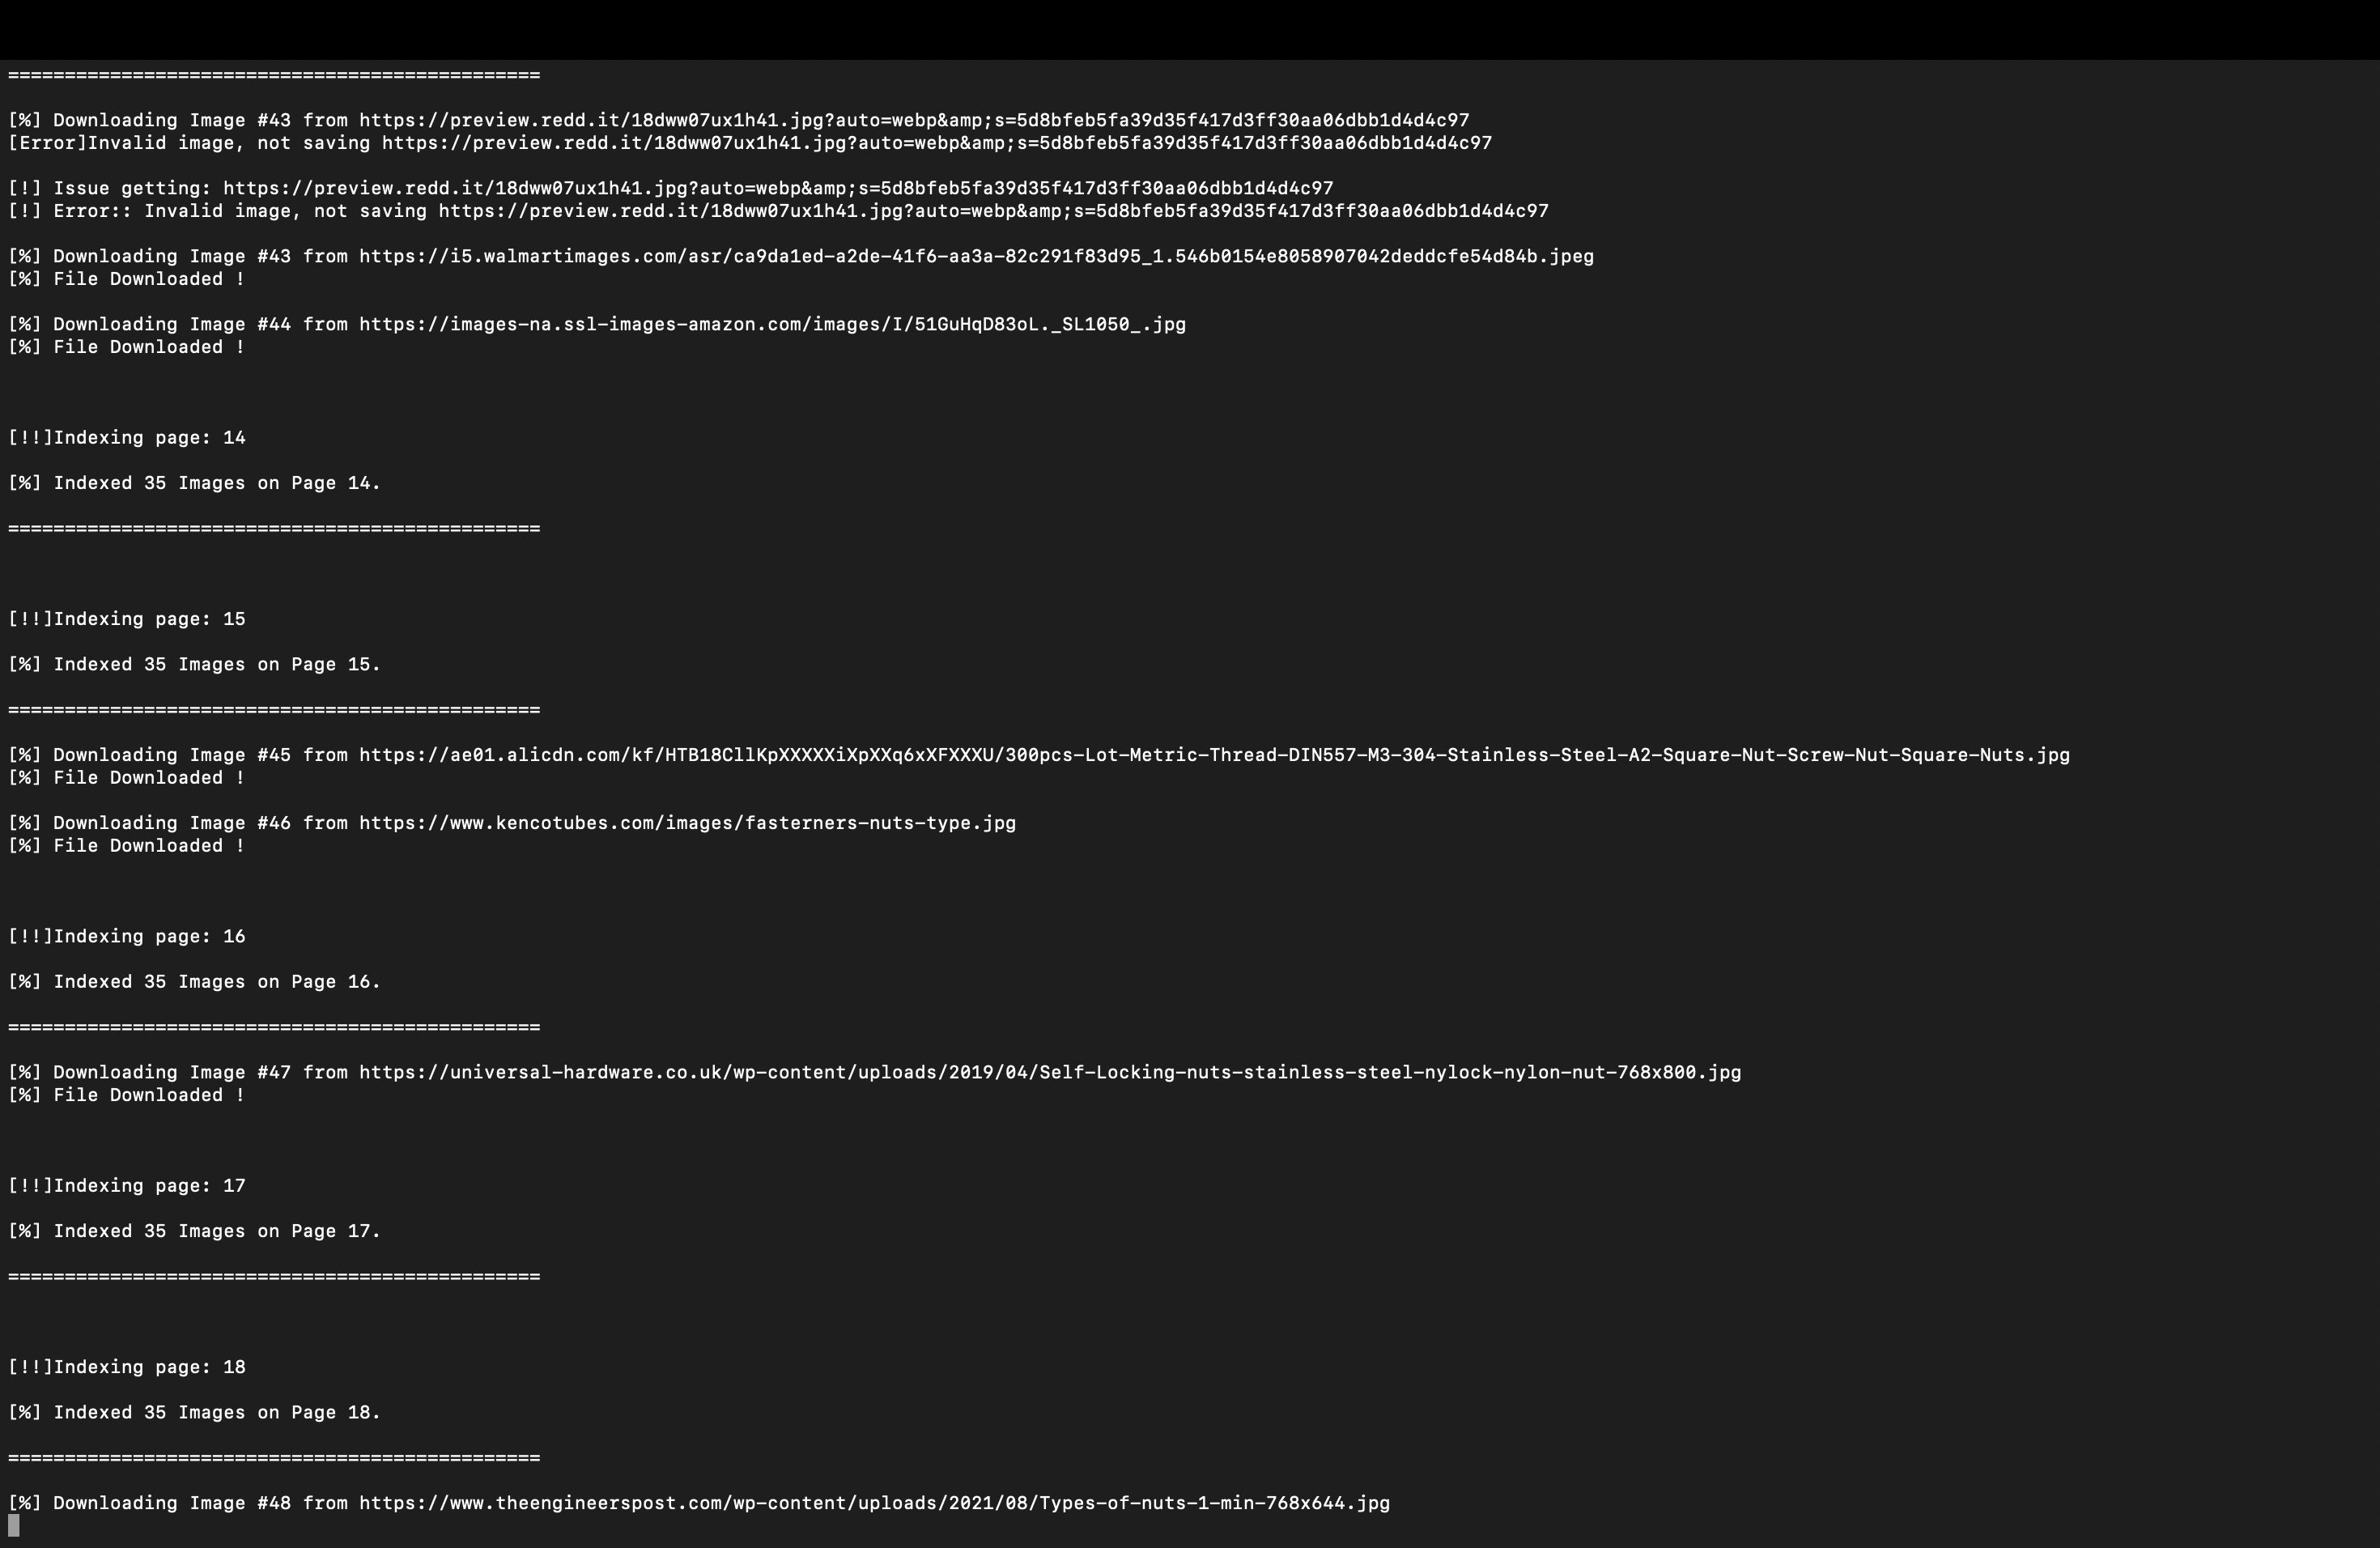 ===============================================
[%] Downloading Image #43 from https://preview.redd.it/18dww07ux1h41.jpg?auto=webp&amp;s=5d8bfeb5fa39d35f417d3ff30aa06dbb1d4d4c97
[Error]Invalid image, not saving https://preview.redd.it/18dww07ux1h41.jpg?auto=webp&amp;s=5d8bfeb5fa39d35f417d3ff30aa06dbb1d4d4c97
[!] Issue getting: https://preview.redd.it/18dww07ux1h41.jpg?auto=webp&amp;s=5d8bfeb5fa39d35f417d3ff30aa06dbb1d4d4c97
[!] Error:: Invalid image, not saving https://preview.redd.it/18dww07ux1h41.jpg?auto=webp&amp;s=5d8bfeb5fa39d35f417d3ff30aa06dbb1d4d4c97
[%] Downloading Image #43 from https://i5.walmartimages.com/asr/ca9da1ed-a2de-41f6-aa3a-82c291f83d95_1.546b0154e8058907042deddcfe54d84b.jpeg
[%] File Downloaded !
[%] Downloading Image #44 from https://images-na.ssl-images-amazon.com/images/I/51GuHqD83oL._SL1050_.jpg
[%] File Downloaded !
[!!]Indexing page: 14
[%] Indexed 35 Images on Page 14.
===============================================
[!!]Indexing page: 15
[%] Indexed 35 Images on Page 15.
===============================================
[%] Downloading Image #45 from https://ae01.alicdn.com/kf/HTB18CllKpXXXXXiXpXXq6xXFXXXU/300pcs-Lot-Metric-Thread-DIN557-M3-304-Stainless-Steel-A2-Square-Nut-Screw-Nut-Square-Nuts.jpg
[%] File Downloaded !
[%] Downloading Image #46 from https://www.kencotubes.com/images/fasterners-nuts-type.jpg
[%] File Downloaded !
[!!]Indexing page: 16
[%] Indexed 35 Images on Page 16.
===============================================
[%] Downloading Image #47 from https://universal-hardware.co.uk/wp-content/uploads/2019/04/Self-Locking-nuts-stainless-steel-nylock-nylon-nut-768x800.jpg
[%] File Downloaded !
[!!]Indexing page: 17
[%] Indexed 35 Images on Page 17.
===============================================
[!!]Indexing page: 18
[%] Indexed 35 Images on Page 18.
===============================================
[%] Downloading Image #48 from https://www.theengineerspost.com/wp-content/uploads/2021/08/Types-of-nuts-1-min-768x644.jpg